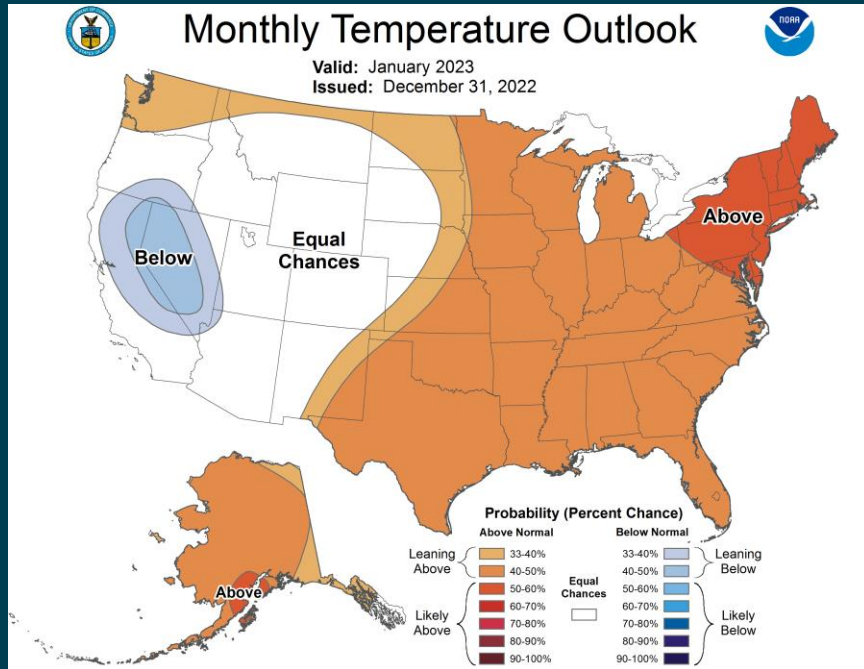 Monthly Temperature Outlook
NOAA
Valid: January 2023
Issued: December 31, 2022
Above
Below
Equal
Chances
Above
Probability (Percent Chance)
Above Normal
Below Normal
Leaning
Above
33-40%
40-50%
Likely
Above
50-60%
60-70%
70-80%
80-90%
90-100%
Equal
Chances
33-40%
40-50%
Leaning
Below
50-60%
60-70%
70-80%
80-90%
90-100%
Likely
Below